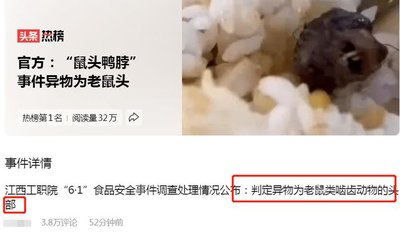 头条 热榜
官方：“鼠头鸭脖”
事件异物为老鼠头
热榜第1名 | 阅读量32万
事件详情
江西工职院“6·1”食品安全事件调查处理情况公布：判定异物为老鼠类啮齿动物的头
部
3.8万评论 52分钟前